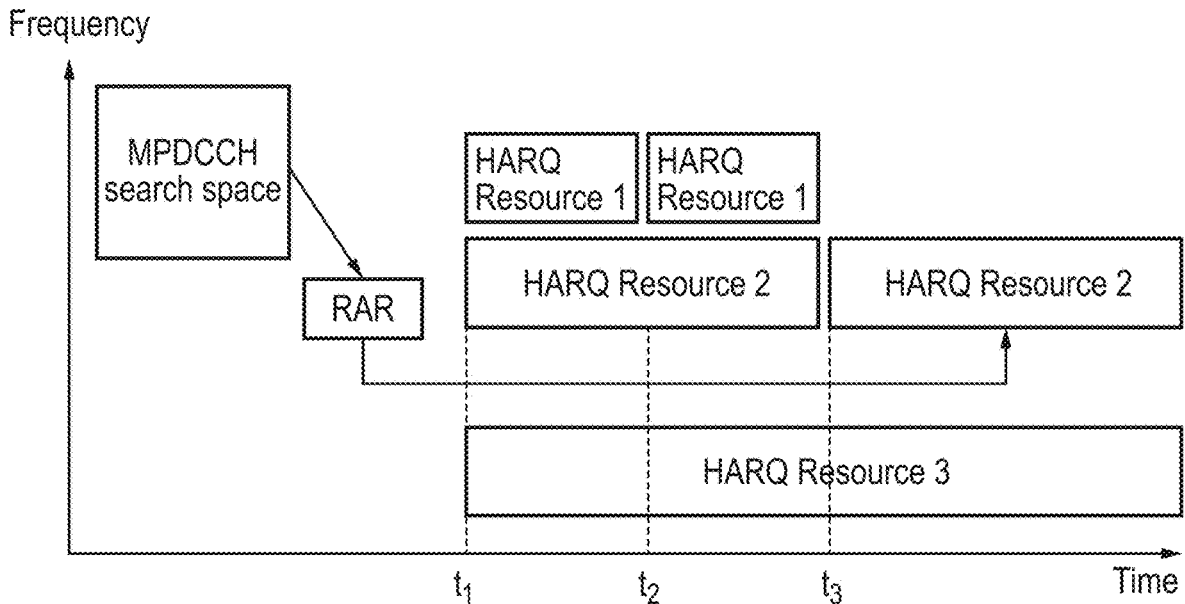 Frequency
MPDCCH
search space
HARQ
Resource 1
HARQ
Resource 1
HARQ Resource 2
HARQ Resource 2
RAR
HARQ Resource 3
t1
t2
t3
Time